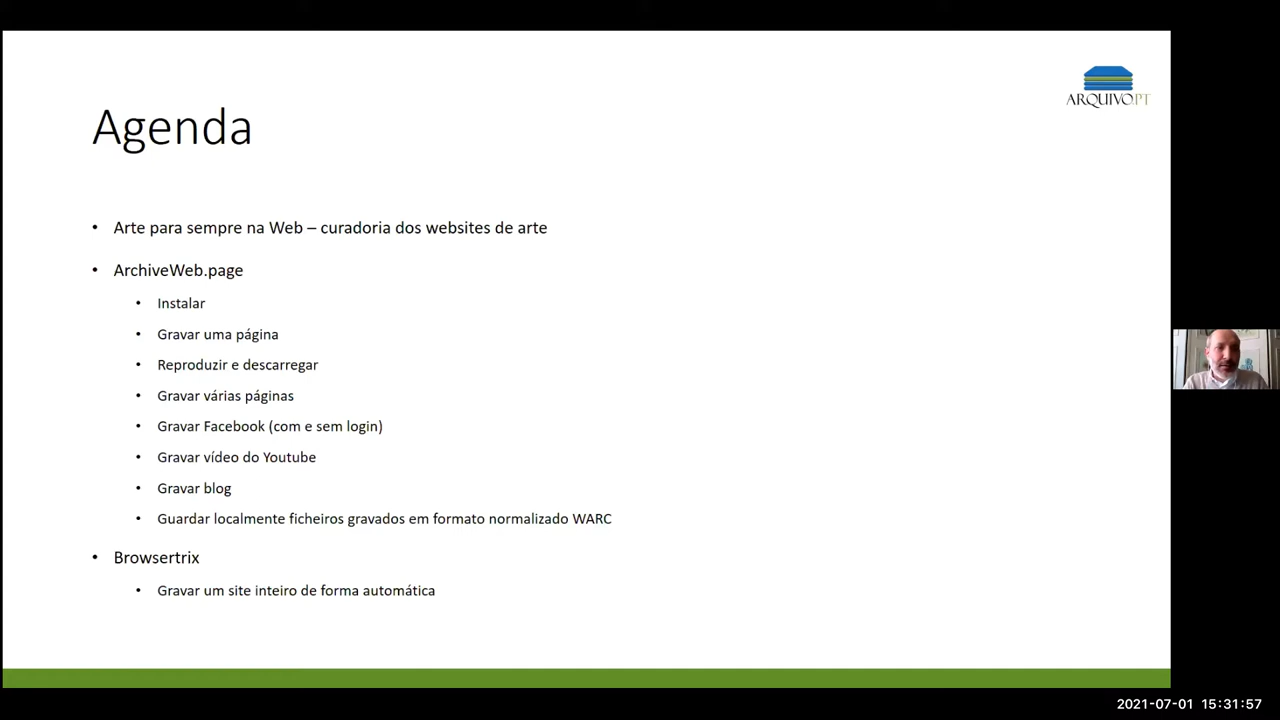 ARQUIVO.PT
Agenda
• Arte para sempre na Web – curadoria dos websites de arte
• ArchiveWeb.page
• Instalar
• Gravar uma página
• Reproduzir e descarregar
• Gravar várias páginas
• Gravar Facebook (com e sem login)
• Gravar vídeo do Youtube
• Gravar blog
• Guardar localmente ficheiros gravados em formato normalizado WARC
• Browsertrix
• Gravar um site inteiro de forma automática
2021-07-01 15:31:57